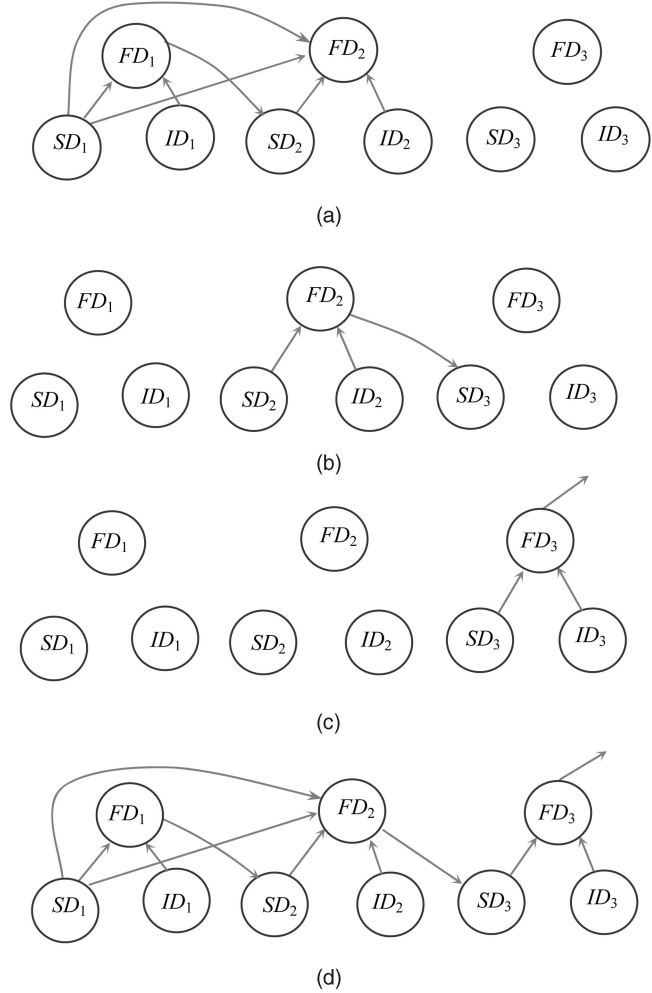 FD₁ FD₂ FD₃
SD₁ ID₁ SD₂ ID₂ SD₃ ID₃
(a)
FD₁ FD₂ FD₃
SD₁ ID₁ SD₂ ID₂ SD₃ ID₃
(b)
FD₁ FD₂ FD₃
SD₁ ID₁ SD₂ ID₂ SD₃ ID₃
(c)
FD₁ FD₂ FD₃
SD₁ ID₁ SD₂ ID₂ SD₃ ID₃
(d)